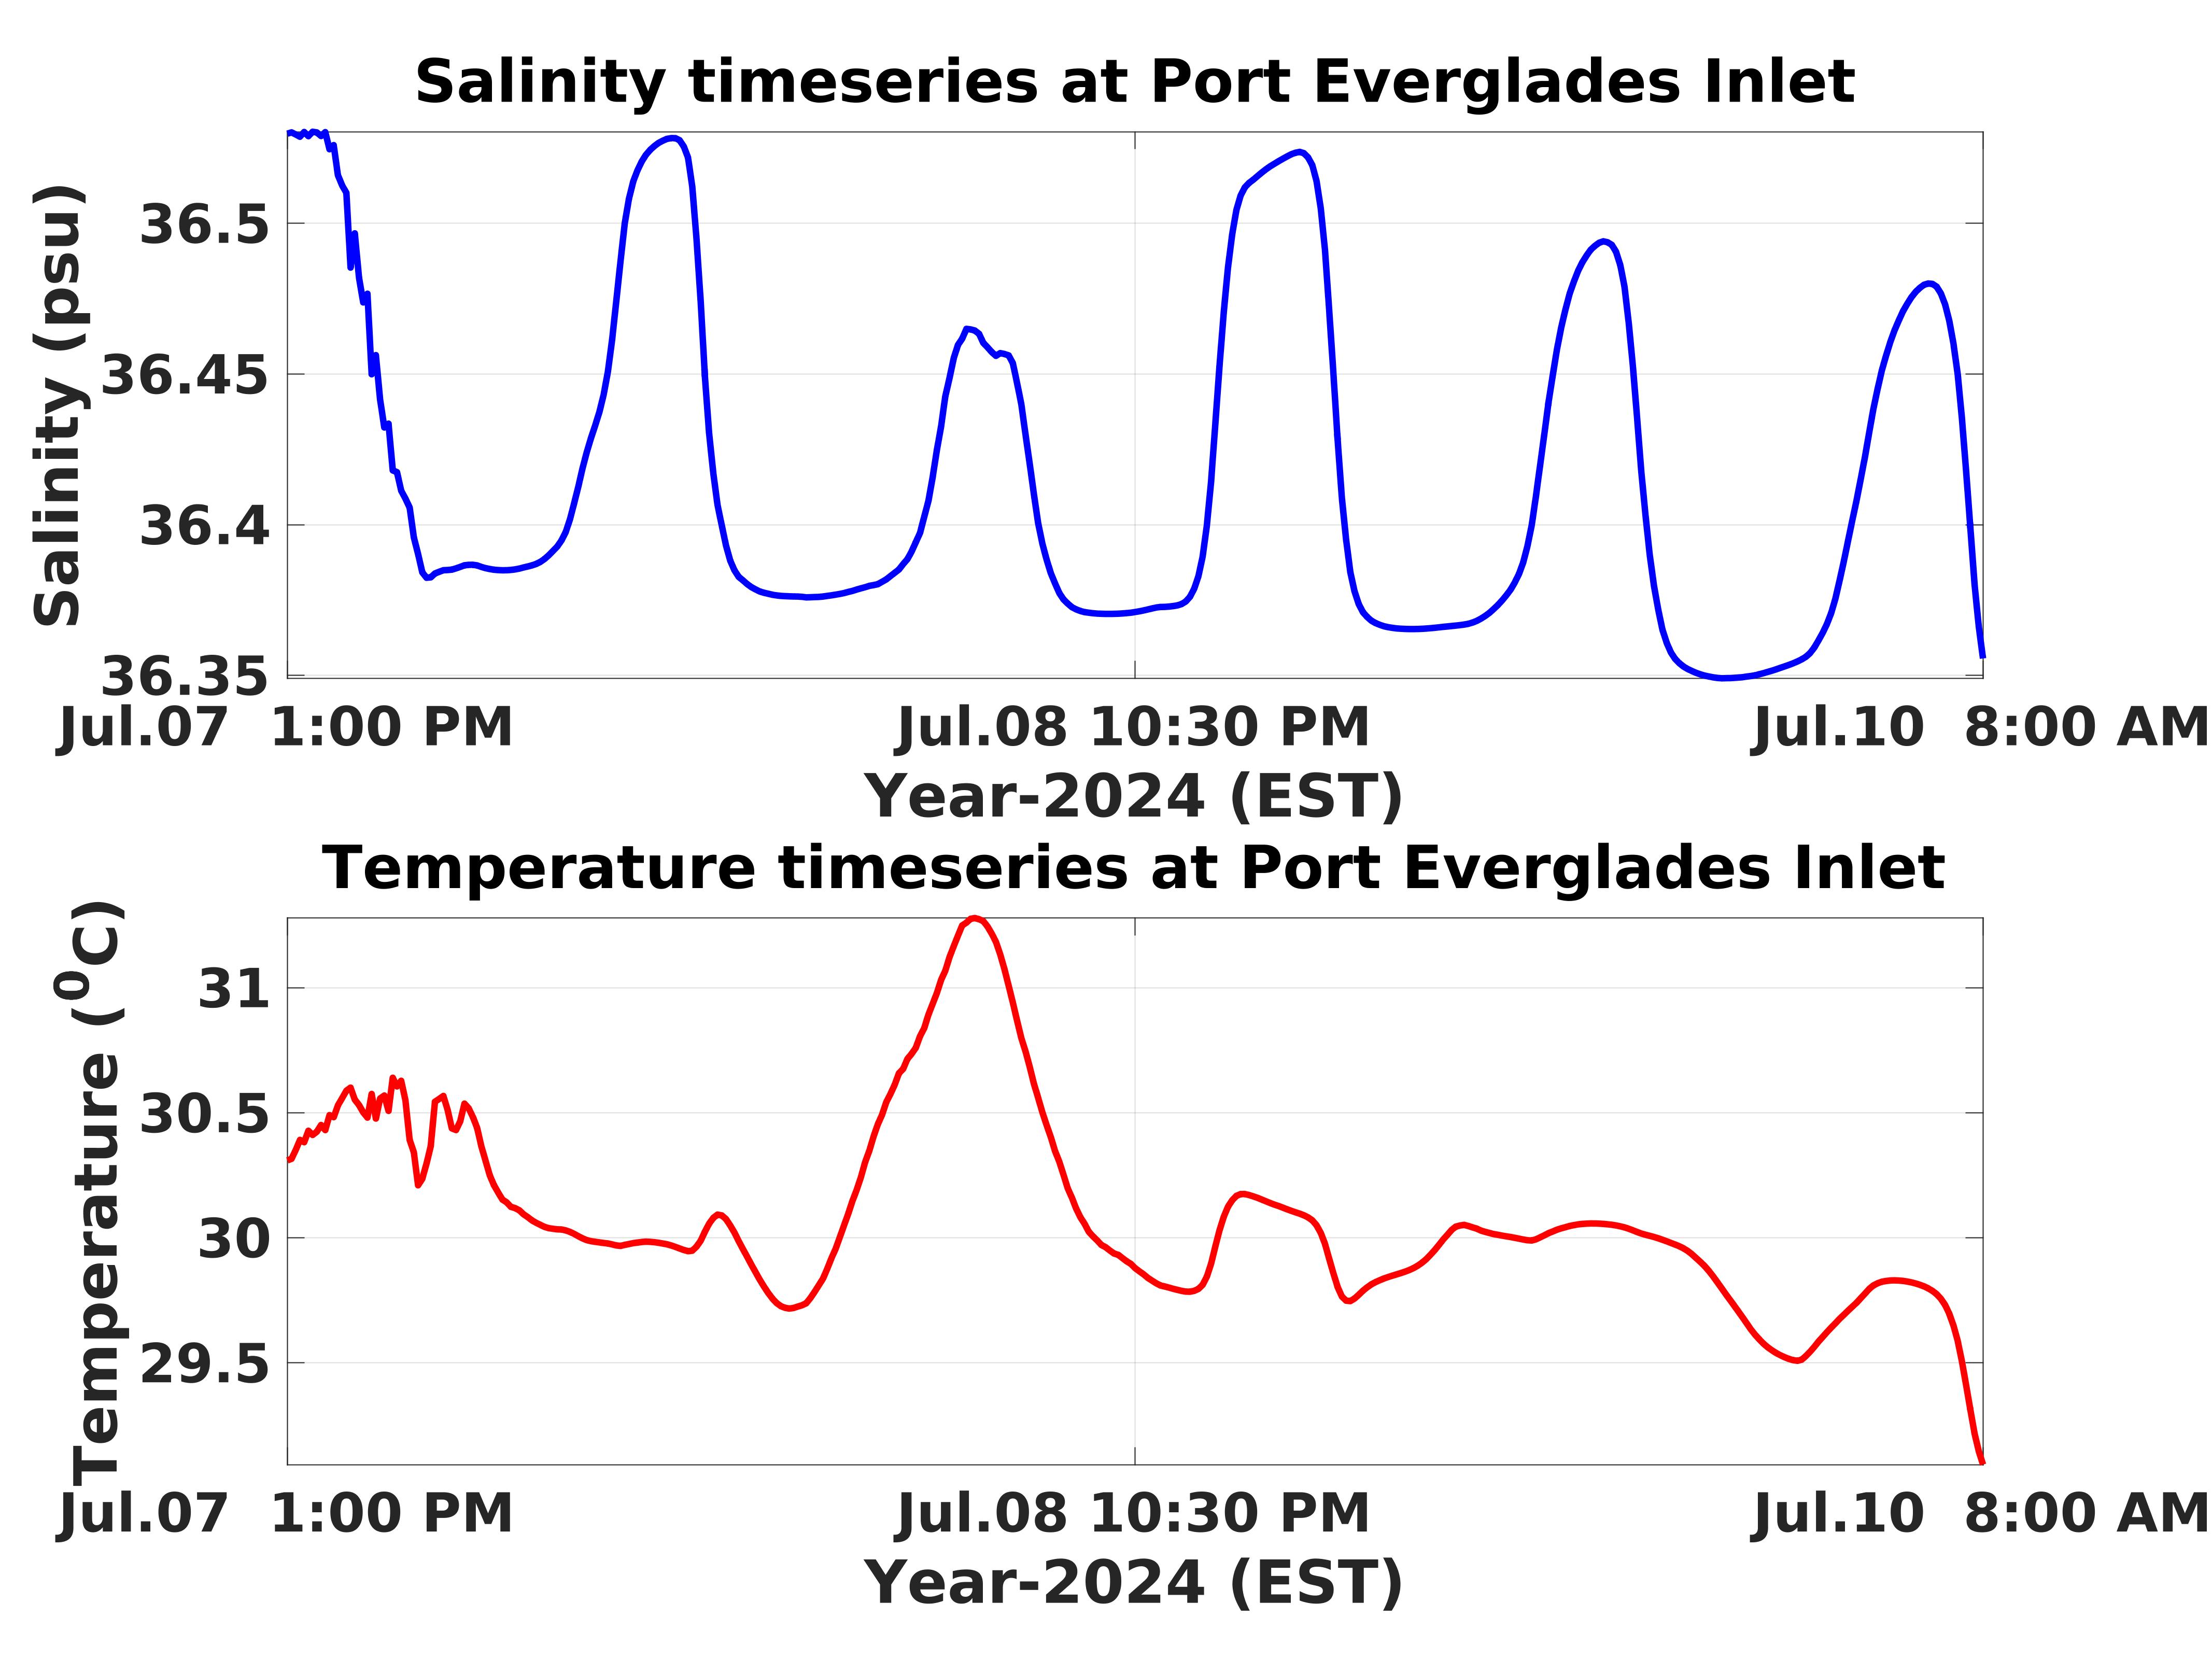 Salinity timeseries at Port Everglades Inlet
Salinity (psu)
36.5
36.45
36.4
36.35
Jul.07  1:00 PM
Jul.08 10:30 PM
Jul.10  8:00 AM
Year-2024 (EST)
Temperature timeseries at Port Everglades Inlet
Temperature (⁰C)
31
30.5
30
29.5
Jul.07  1:00 PM
Jul.08 10:30 PM
Jul.10  8:00 AM
Year-2024 (EST)